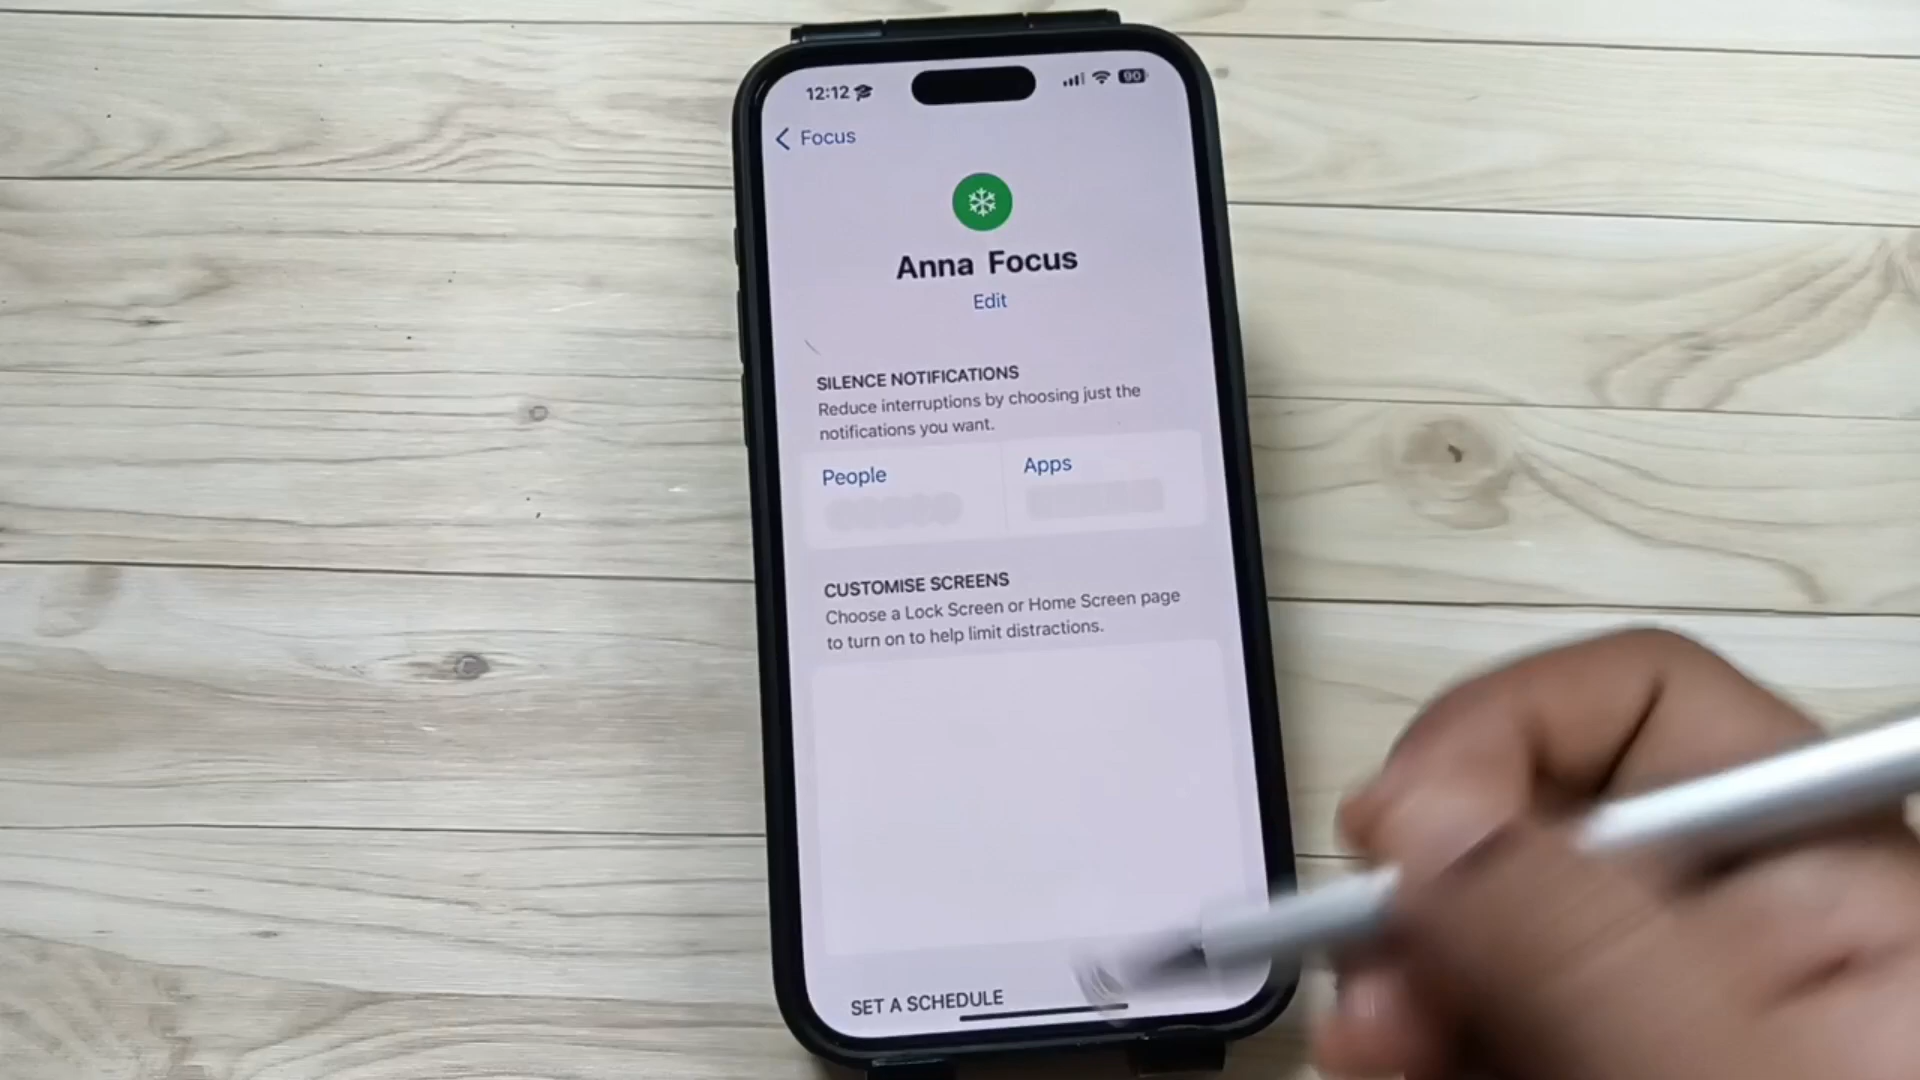 12:12
90
Focus
Anna Focus
Edit
SILENCE NOTIFICATIONS
Reduce interruptions by choosing just the
notifications you want.
People
Apps
CUSTOMISE SCREENS
Choose a Lock Screen or Home Screen page
to turn on to help limit distractions.
SET A SCHEDULE